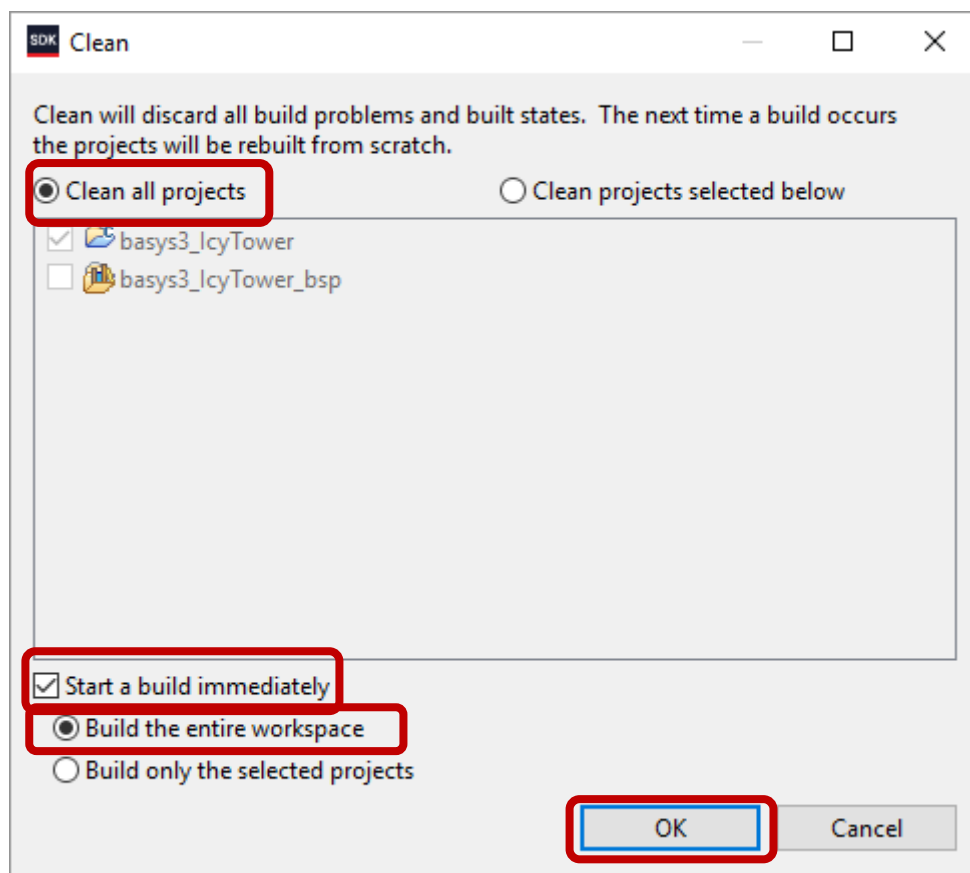 SDK Clean
Clean will discard all build problems and built states. The next time a build occurs
the projects will be rebuilt from scratch.
Clean all projects Clean projects selected below
basys3_IcyTower
basys3_IcyTower_bsp
Start a build immediately
Build the entire workspace
Build only the selected projects
OK Cancel